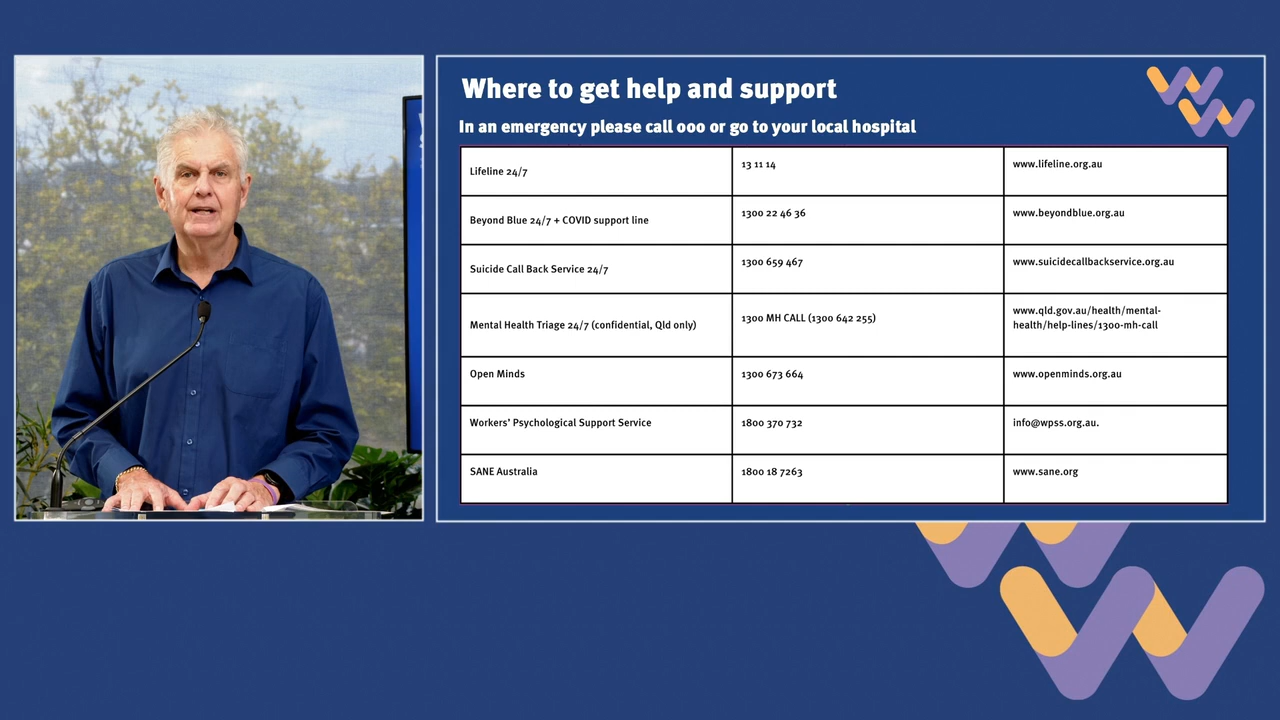 Where to get help and support
In an emergency please call 000 or go to your local hospital
Lifeline 24/7
13 11 14
www.lifeline.org.au
Beyond Blue 24/7 + COVID support line
1300 22 46 36
www.beyondblue.org.au
Suicide Call Back Service 24/7
1300 659 467
www.suicidecallbackservice.org.au
Mental Health Triage 24/7 (confidential, Qld only)
1300 MH CALL (1300 642 255)
www.qld.gov.au/health/mental-
health/help-lines/1300-mh-call
Open Minds
1300 673 664
www.openminds.org.au
Workers' Psychological Support Service
1800 370 732
info@wpss.org.au.
SANE Australia
1800 18 7263
www.sane.org